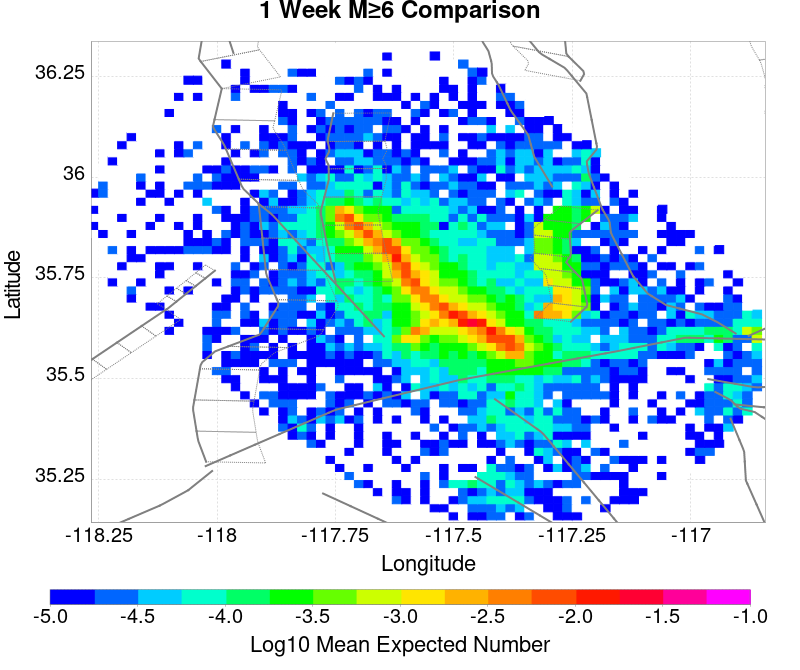 1 Week M≥6 Comparison
36.25
36
35.75
35.5
35.25
Latitude
-118.25 -118 -117.75 -117.5 -117.25 -117
Longitude
-5.0 -4.5 -4.0 -3.5 -3.0 -2.5 -2.0 -1.5 -1.0
Log10 Mean Expected Number